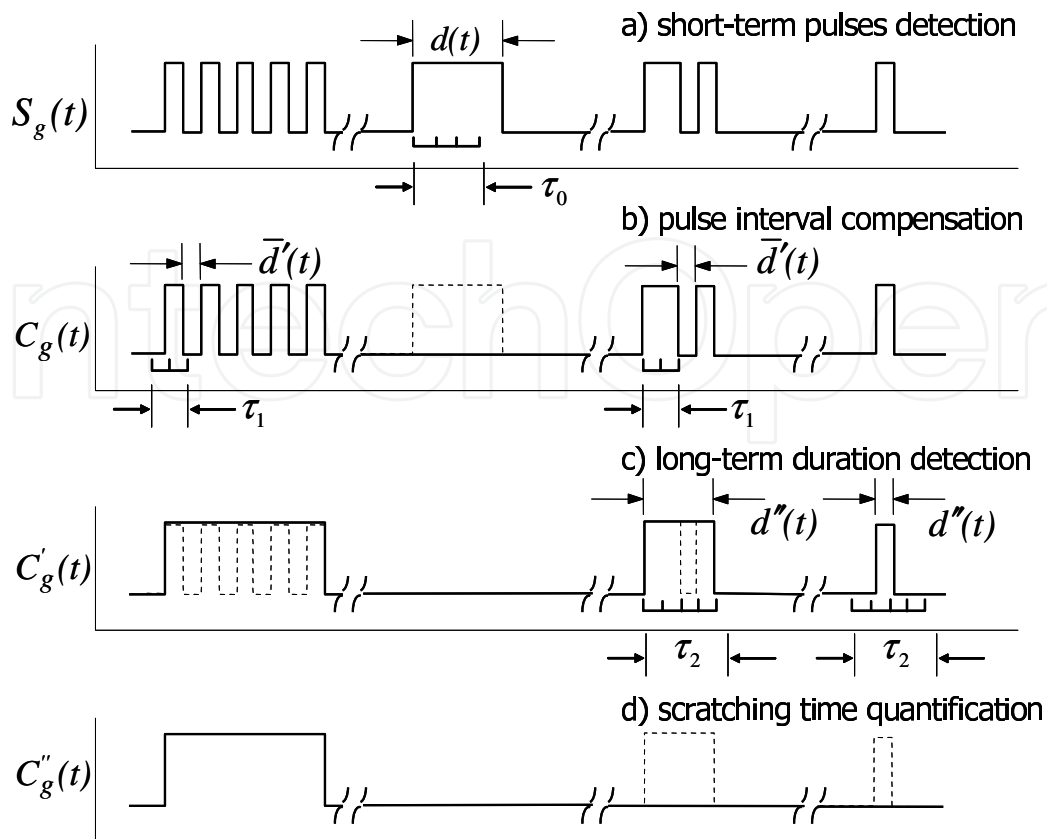 a) short-term pulses detection
d(t)
S_g(t)
τ_0
b) pulse interval compensation
d̅′(t) d̅′(t)
C_g(t)
τ_1 τ_1
c) long-term duration detection
d″(t) d″(t)
C′_g(t)
τ_2 τ_2
d) scratching time quantification
C″_g(t)
ntechOpen